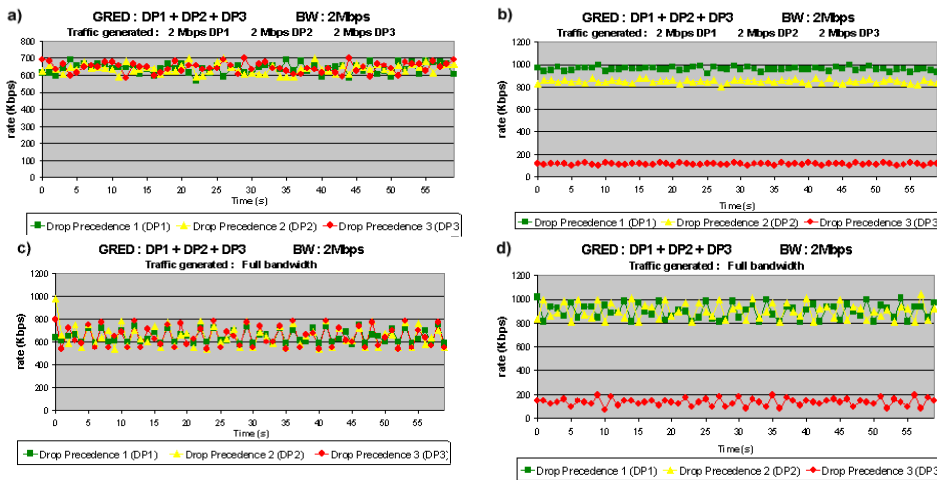 a)
GRED : DP1 + DP2 + DP3 BW : 2Mbps
Traffic generated : 2 Mbps DP1 2 Mbps DP2 2 Mbps DP3
rate (Kbps)
800
700
600
500
400
300
200
100
0
0 5 10 15 20 25 30 35 40 45 50 55
Time (s)
Drop Precedence 1 (DP1) Drop Precedence 2 (DP2) Drop Precedence 3 (DP3
b)
GRED : DP1 + DP2 + DP3 BW : 2Mbps
Traffic generated : 2 Mbps DP1 2 Mbps DP2 2 Mbps DP3
rate (Kbps)
1200
1000
800
600
400
200
0
0 5 10 15 20 25 30 35 40 45 50 55
Time (s)
Drop Precedence 1 (DP1) Drop Precedence 2 (DP2) Drop Precedence 3 (DP3
c)
GRED : DP1 + DP2 + DP3 BW : 2Mbps
Traffic generated : Full bandwidth
rate (kbps)
1200
1000
800
600
400
200
0
0 5 10 15 20 25 30 35 40 45 50 55
Time (s)
Drop Precedence 1 (DP1) Drop Precedence 2 (DP2) Drop Precedence 3 (DP3)
d)
GRED : DP1 + DP2 + DP3 BW : 2Mbps
Traffic generated : Full bandwidth
rate (Kbps)
1200
1000
800
600
400
200
0
0 5 10 15 20 25 30 35 40 45 50 55
Time (s)
Drop Precedence 1 (DP1) Drop Precedence 2 (DP2) Drop Precedence 3 (DP3